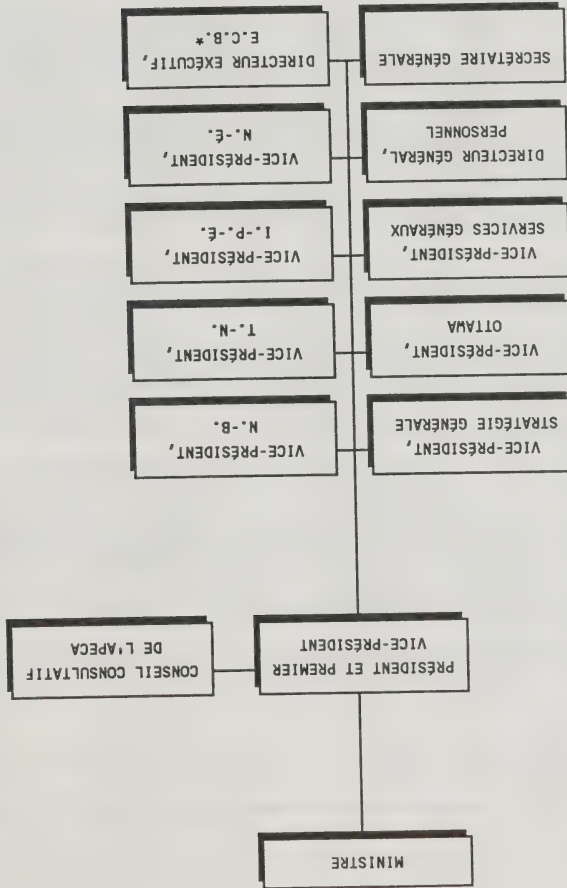 MINISTRE
PRÉSIDENT ET PREMIER
VICE-PRÉSIDENT
CONSEIL CONSULTATIF
DE L'APECA
VICE-PRÉSIDENT,
STRATÉGIE GÉNÉRALE
VICE-PRÉSIDENT,
N.-B.
VICE-PRÉSIDENT,
OTTAWA
VICE-PRÉSIDENT,
T.-N.
VICE-PRÉSIDENT,
SERVICES GÉNÉRAUX
VICE-PRÉSIDENT,
I.-P.-É.
DIRECTEUR GÉNÉRAL,
PERSONNEL
VICE-PRÉSIDENT,
N.-É.
SECRÉTAIRE GÉNÉRALE
DIRECTEUR EXÉCUTIF,
E.C.B.*